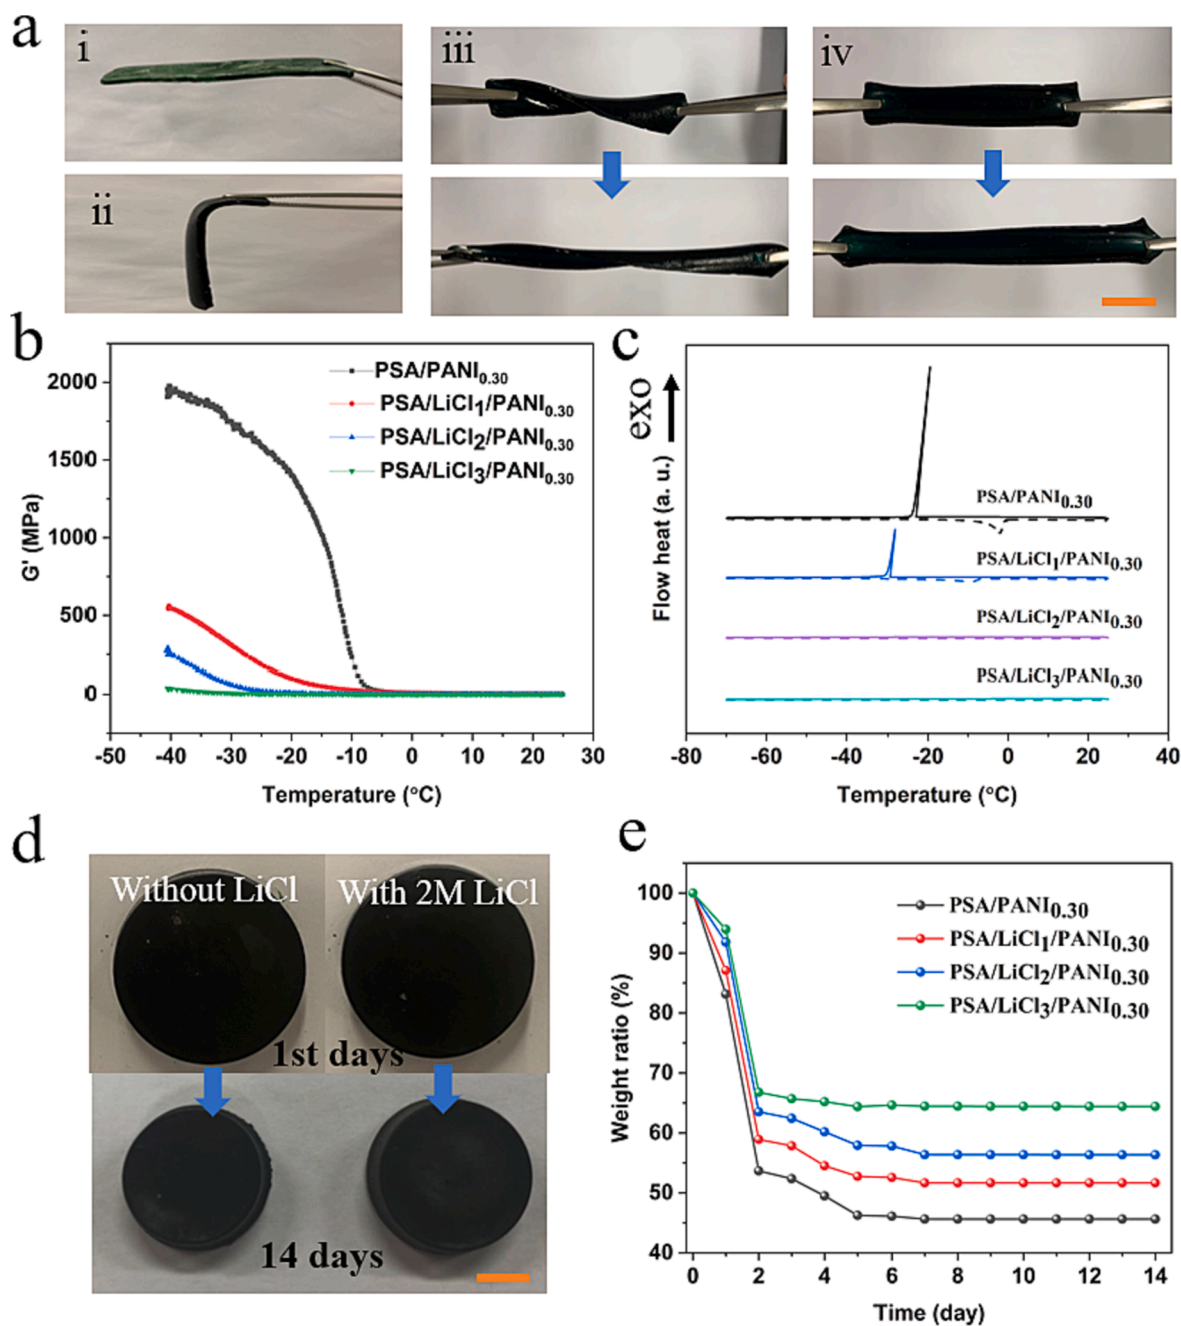 a
i
iii
iv
ii
b
2000
1500
1000
500
0
G' (MPa)
-50 -40 -30 -20 -10 0 10 20 30
Temperature (°C)
PSA/PANI0.30
PSA/LiCl1/PANI0.30
PSA/LiCl2/PANI0.30
PSA/LiCl3/PANI0.30
c
exo
Flow heat (a. u.)
PSA/PANI0.30
PSA/LiCl1/PANI0.30
PSA/LiCl2/PANI0.30
PSA/LiCl3/PANI0.30
-80 -60 -40 -20 0 20 40
Temperature (°C)
d
Without LiCl
With 2M LiCl
1st days
14 days
e
100
90
80
70
60
50
40
Weight ratio (%)
PSA/PANI0.30
PSA/LiCl1/PANI0.30
PSA/LiCl2/PANI0.30
PSA/LiCl3/PANI0.30
0 2 4 6 8 10 12 14
Time (day)